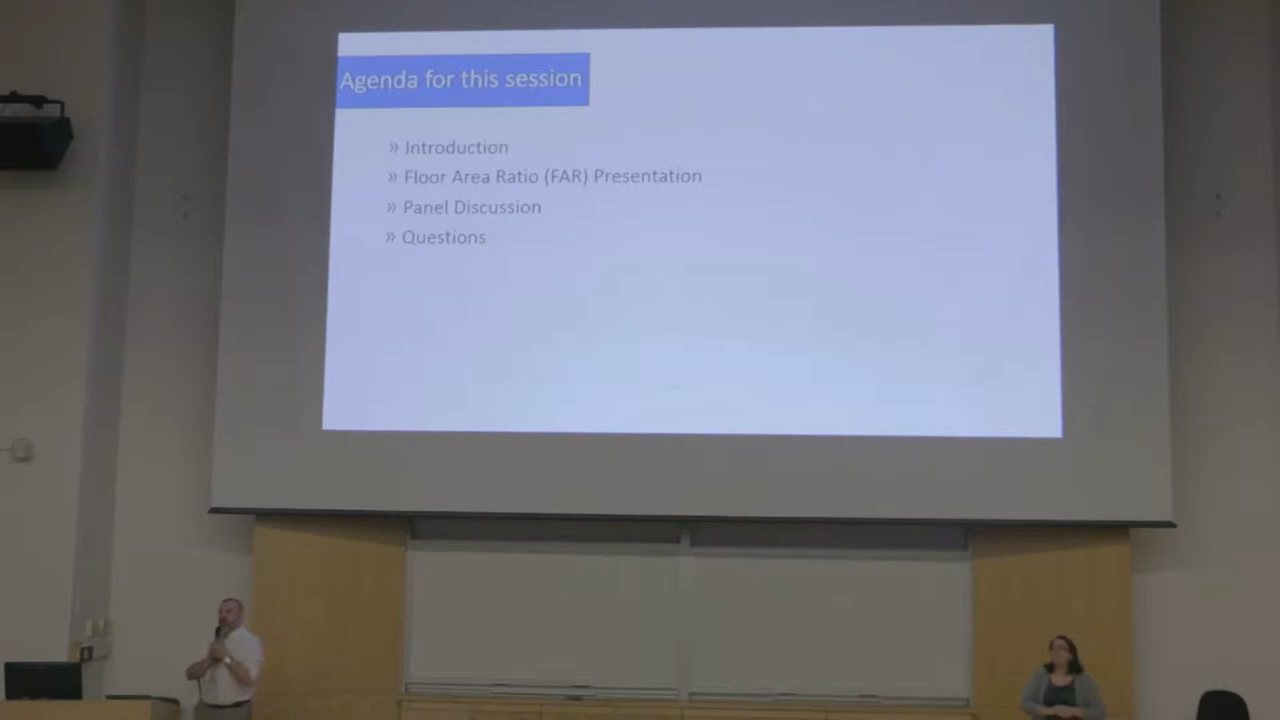 Agenda for this session
» Introduction
» Floor Area Ratio (FAR) Presentation
» Panel Discussion
» Questions